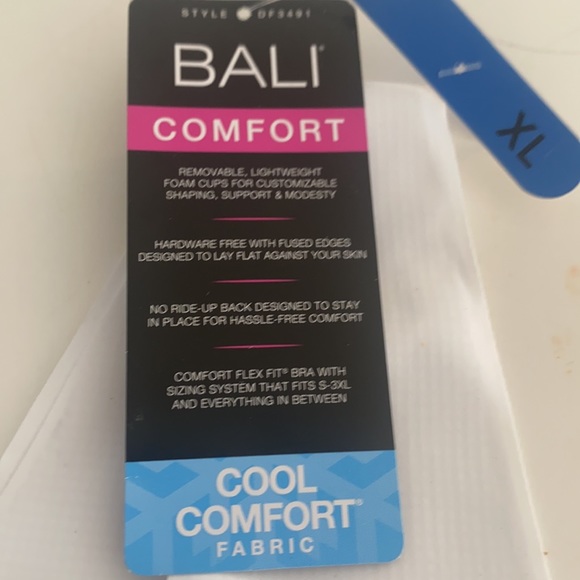 STYLE DF3491
BALI®
COMFORT
REMOVABLE, LIGHTWEIGHT
FOAM CUPS FOR CUSTOMIZABLE
SHAPING, SUPPORT & MODESTY
HARDWARE FREE WITH FUSED EDGES
DESIGNED TO LAY FLAT AGAINST YOUR SKIN
NO RIDE-UP BACK DESIGNED TO STAY
IN PLACE FOR HASSLE-FREE COMFORT
COMFORT FLEX FIT® BRA WITH
SIZING SYSTEM THAT FITS S-3XL
AND EVERYTHING IN BETWEEN
COOL
COMFORT®
FABRIC
XL